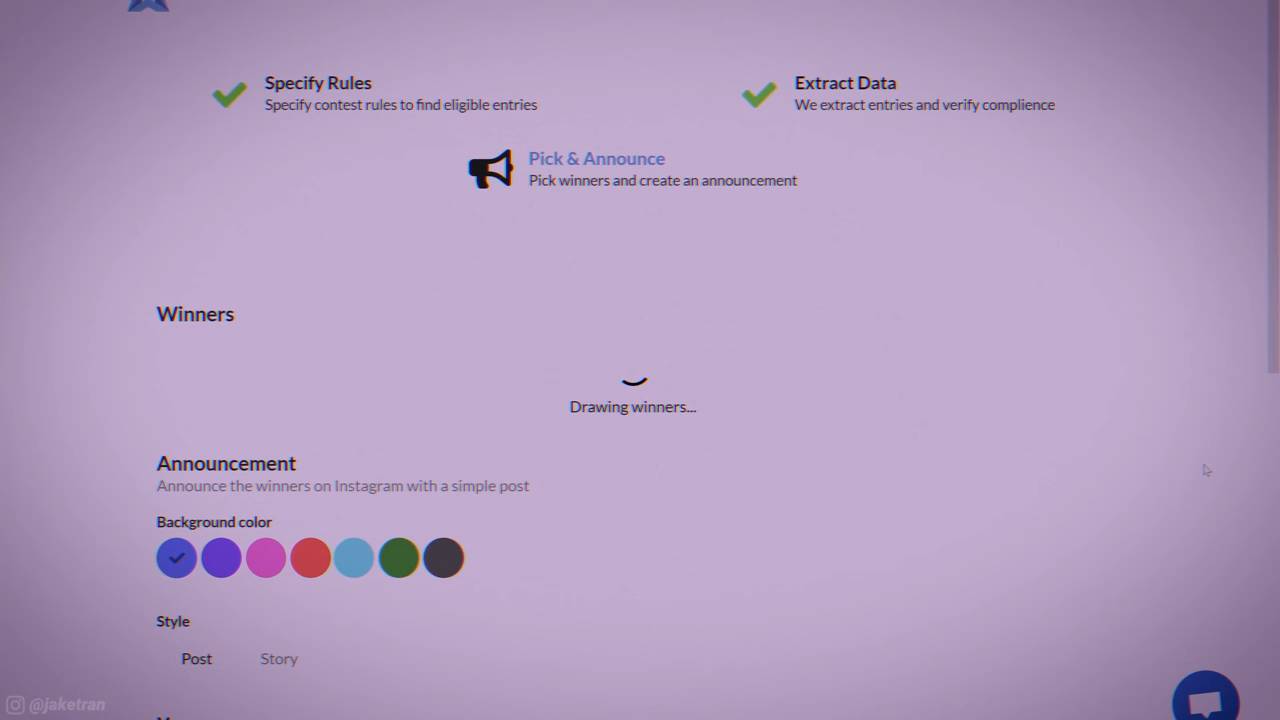 Specify Rules
Specify contest rules to find eligible entries
Extract Data
We extract entries and verify complience
Pick & Announce
Pick winners and create an announcement
Winners
Drawing winners...
Announcement
Announce the winners on Instagram with a simple post
Background color
Style
Post
Story
@jaketran